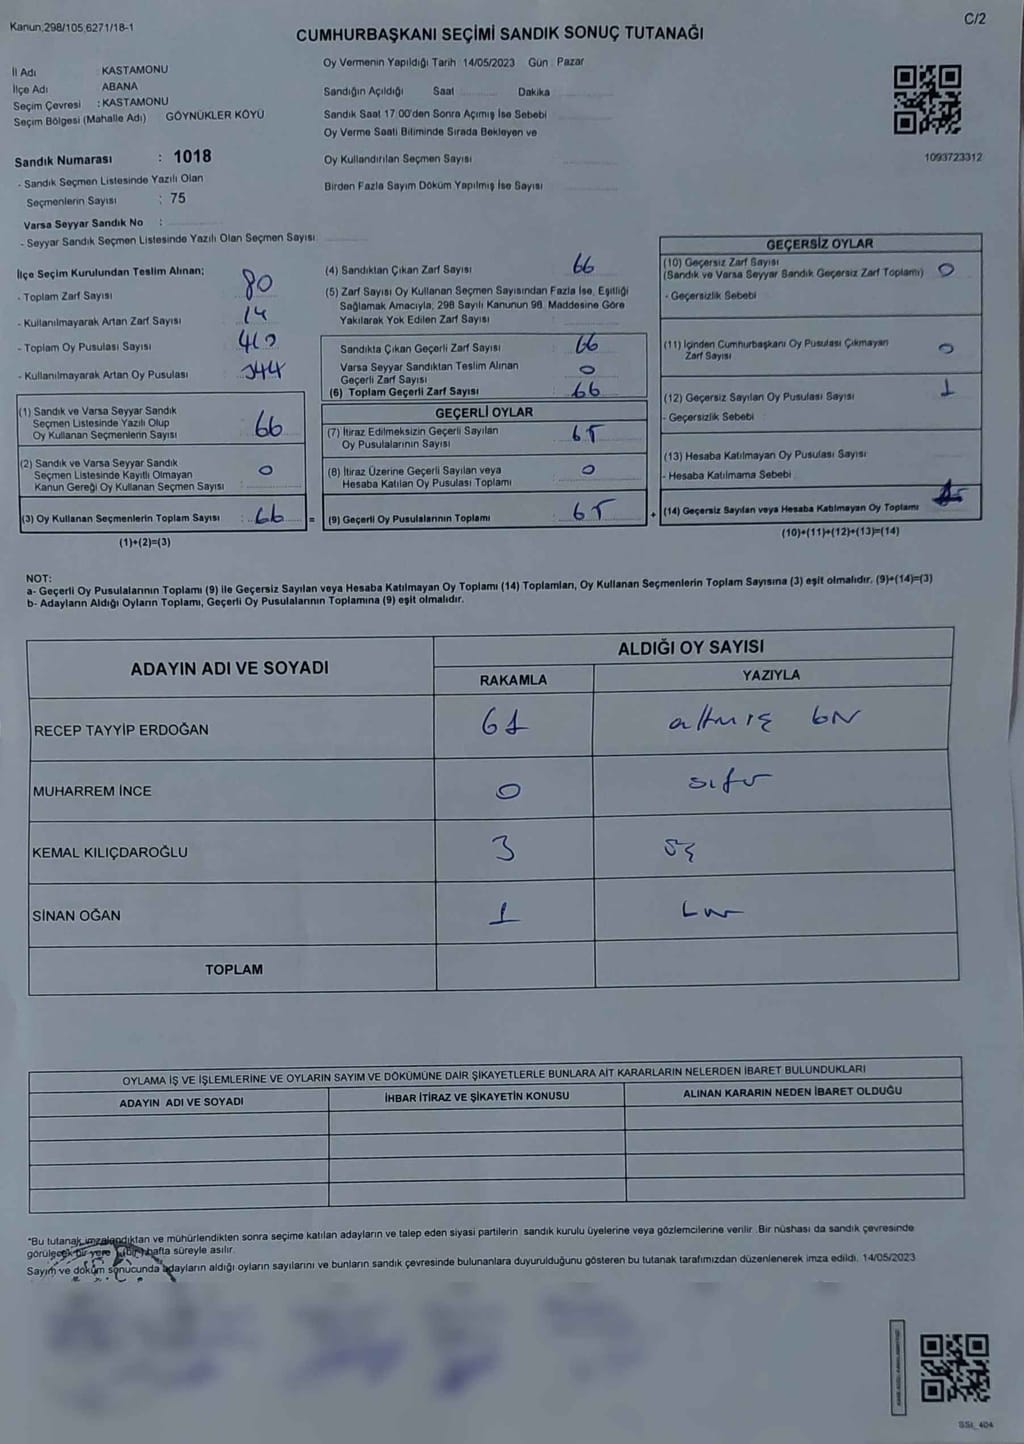 Kanun:298/105,6271/18-1
C/2
CUMHURBAŞKANI SEÇİMİ SANDIK SONUÇ TUTANAĞI
İl Adı : KASTAMONU
İlçe Adı : ABANA
Seçim Çevresi : KASTAMONU
Seçim Bölgesi (Mahalle Adı) GÖYNÜKLER KÖYÜ
Sandık Numarası : 1018
- Sandık Seçmen Listesinde Yazılı Olan
Seçmenlerin Sayısı : 75
Varsa Seyyar Sandık No :
- Seyyar Sandık Seçmen Listesinde Yazılı Olan Seçmen Sayısı
Oy Vermenin Yapıldığı Tarih 14/05/2023 Gün : Pazar
Sandığın Açıldığı Saat Dakika
Sandık Saat 17:00'den Sonra Açımış İse Sebebi
Oy Verme Saati Bitiminde Sırada Bekleyen ve
Oy Kullandırılan Seçmen Sayısı
Birden Fazla Sayım Döküm Yapılmış İse Sayısı
1093723312
İlçe Seçim Kurulundan Teslim Alınan;
- Toplam Zarf Sayısı 80
- Kullanılmayarak Artan Zarf Sayısı 14
- Toplam Oy Pusulası Sayısı
- Kullanılmayarak Artan Oy Pusulası 344
(1) Sandık ve Varsa Seyyar Sandık
Seçmen Listesinde Yazılı Olup
Oy Kullanan Seçmenlerin Sayısı 66
(2) Sandık ve Varsa Seyyar Sandık
Seçmen Listesinde Kayıtlı Olmayan
Kanun Gereği Oy Kullanan Seçmen Sayısı 0
(3) Oy Kullanan Seçmenlerin Toplam Sayısı : 66 =
(1)+(2)=(3)
(4) Sandıktan Çıkan Zarf Sayısı 66
(5) Zarf Sayısı Oy Kullanan Seçmen Sayısından Fazla İse, Eşitliği
Sağlamak Amacıyla; 298 Sayılı Kanunun 98. Maddesine Göre
Yakılarak Yok Edilen Zarf Sayısı
Sandıkta Çıkan Geçerli Zarf Sayısı 66
Varsa Seyyar Sandıktan Teslim Alınan
Geçerli Zarf Sayısı 0
(6) Toplam Geçerli Zarf Sayısı 66
GEÇERLİ OYLAR
(7) İtiraz Edilmeksizin Geçerli Sayılan
Oy Pusulalarının Sayısı 65
(8) İtiraz Üzerine Geçerli Sayılan veya
Hesaba Katılan Oy Pusulası Toplamı 0
(9) Geçerli Oy Pusulalarının Toplamı 65 +
GEÇERSİZ OYLAR
(10) Geçersiz Zarf Sayısı
(Sandık ve Varsa Seyyar Sandık Geçersiz Zarf Toplamı) 0
- Geçersizlik Sebebi
(11) İçinden Cumhurbaşkanı Oy Pusulası Çıkmayan
Zarf Sayısı 0
(12) Geçersiz Sayılan Oy Pusulası Sayısı 1
- Geçersizlik Sebebi
(13) Hesaba Katılmayan Oy Pusulası Sayısı
- Hesaba Katılmama Sebebi
(14) Geçersiz Sayılan veya Hesaba Katılmayan Oy Toplamı
(10)+(11)+(12)+(13)=(14)
NOT:
a- Geçerli Oy Pusulalarının Toplamı (9) ile Geçersiz Sayılan veya Hesaba Katılmayan Oy Toplamı (14) Toplamları, Oy Kullanan Seçmenlerin Toplam Sayısına (3) eşit olmalıdır. (9)+(14)=(3)
b- Adayların Aldığı Oyların Toplamı, Geçerli Oy Pusulalarının Toplamına (9) eşit olmalıdır.
ADAYIN ADI VE SOYADI
ALDIĞI OY SAYISI
RAKAMLA YAZIYLA
RECEP TAYYİP ERDOĞAN 61 altmış bir
MUHARREM İNCE 0 sıfır
KEMAL KILIÇDAROĞLU 3 üç
SİNAN OĞAN 1 bir
TOPLAM
OYLAMA İŞ VE İŞLEMLERİNE VE OYLARIN SAYIM VE DÖKÜMÜNE DAİR ŞİKAYETLERLE BUNLARA AİT KARARLARIN NELERDEN İBARET BULUNDUKLARI
ADAYIN ADI VE SOYADI İHBAR İTİRAZ VE ŞİKAYETİN KONUSU ALINAN KARARIN NEDEN İBARET OLDUĞU
*Bu tutanak imzalandıktan ve mühürlendikten sonra seçime katılan adayların ve talep eden siyasi partilerin sandık kurulu üyelerine veya gözlemcilerine verilir. Bir nüshası da sandık çevresinde
görülecek bir yere (bir) hafta süreyle asılır.
Sayım ve döküm sonucunda adayların aldığı oyların sayılarını ve bunların sandık çevresinde bulunanlara duyurulduğunu gösteren bu tutanak tarafımızdan düzenlenerek imza edildi. 14/05/2023
SSt_404